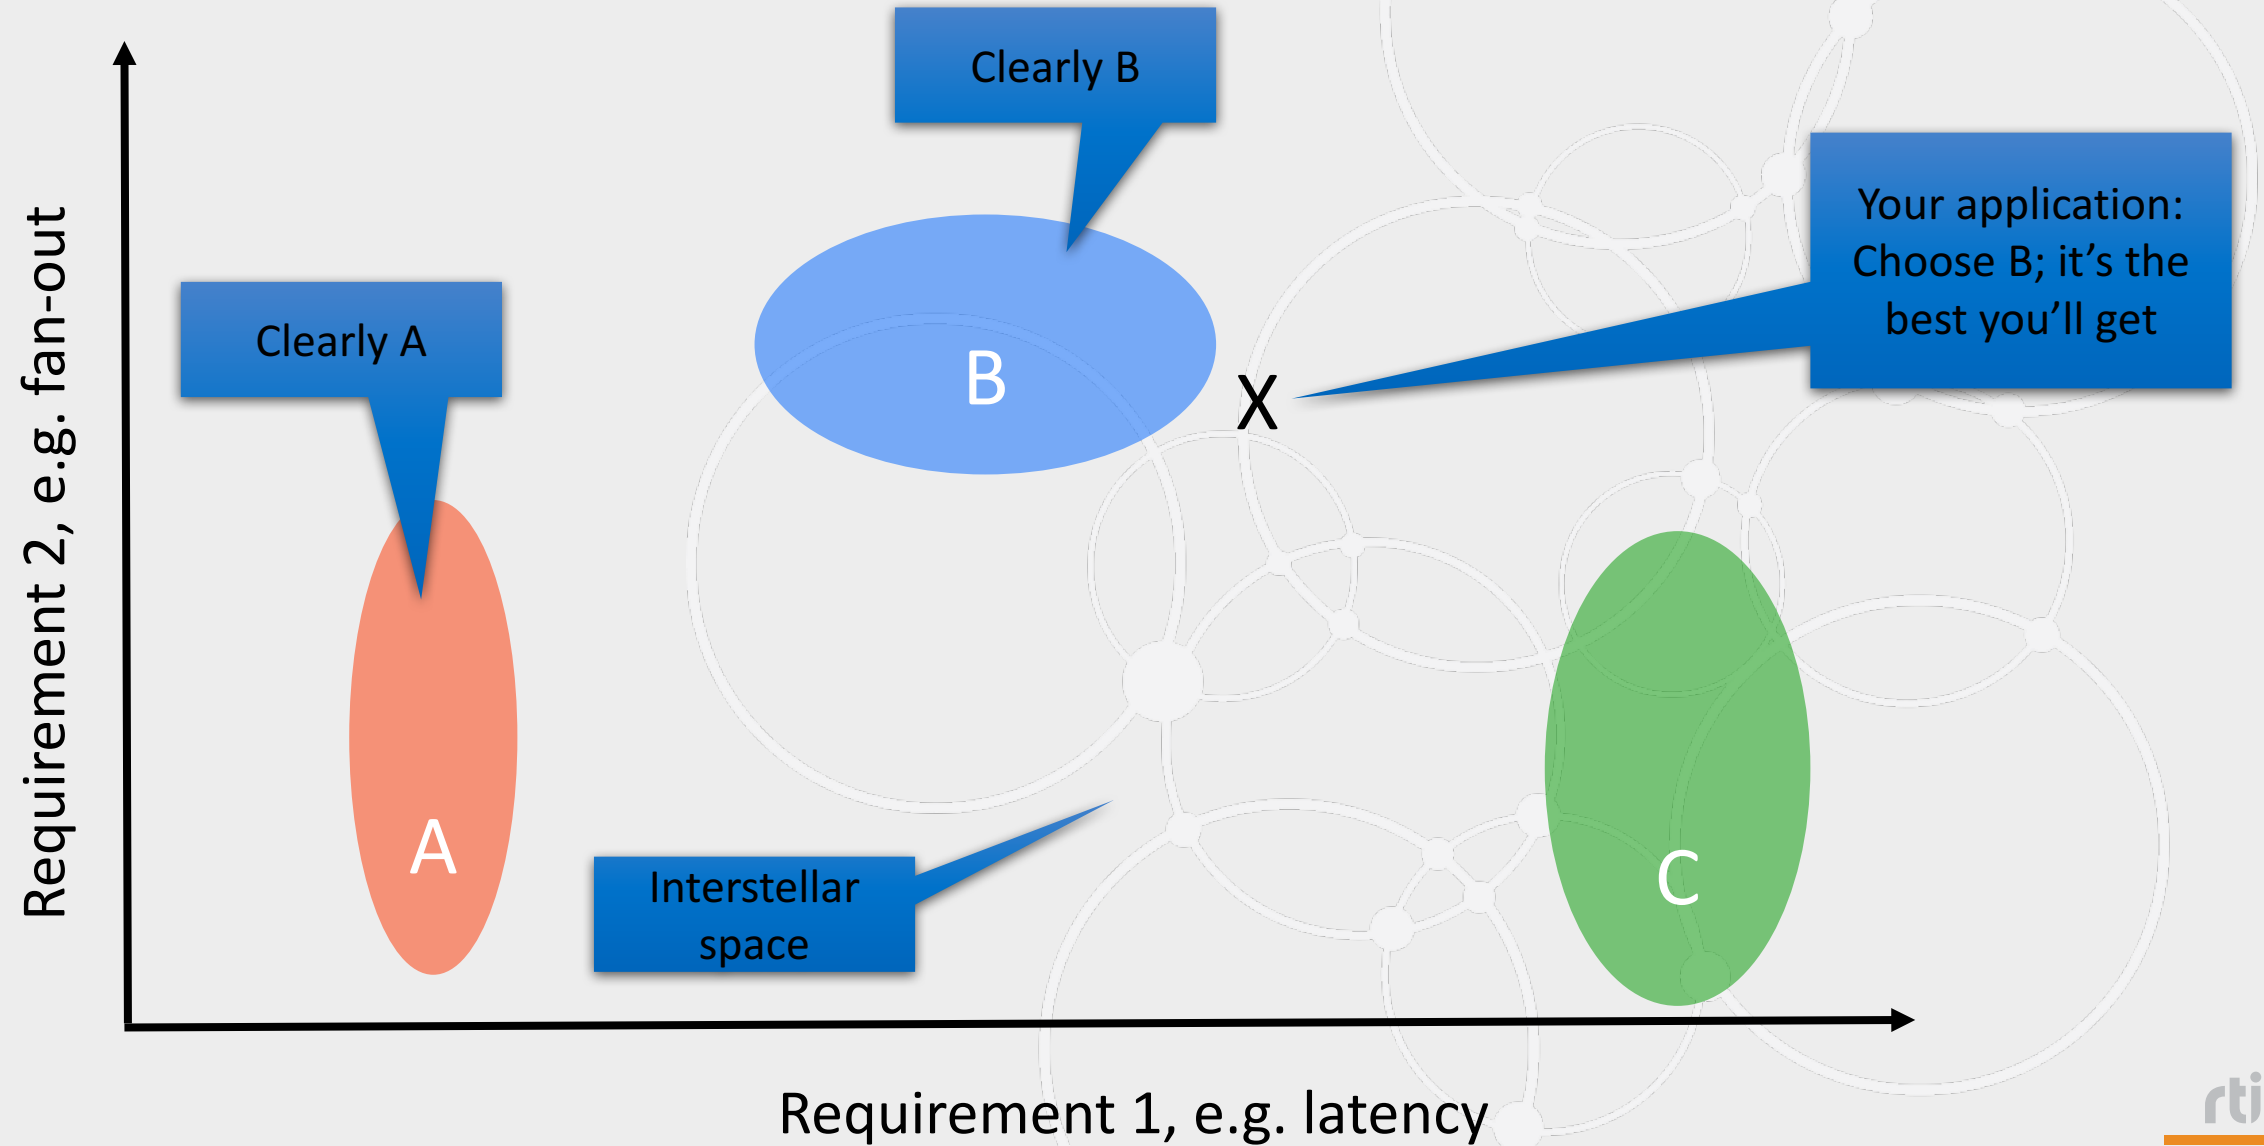 Clearly B
Your application:
Choose B; it’s the
best you’ll get
Clearly A
B
X
Requirement 2, e.g. fan-out
A
Interstellar
space
C
Requirement 1, e.g. latency
rti